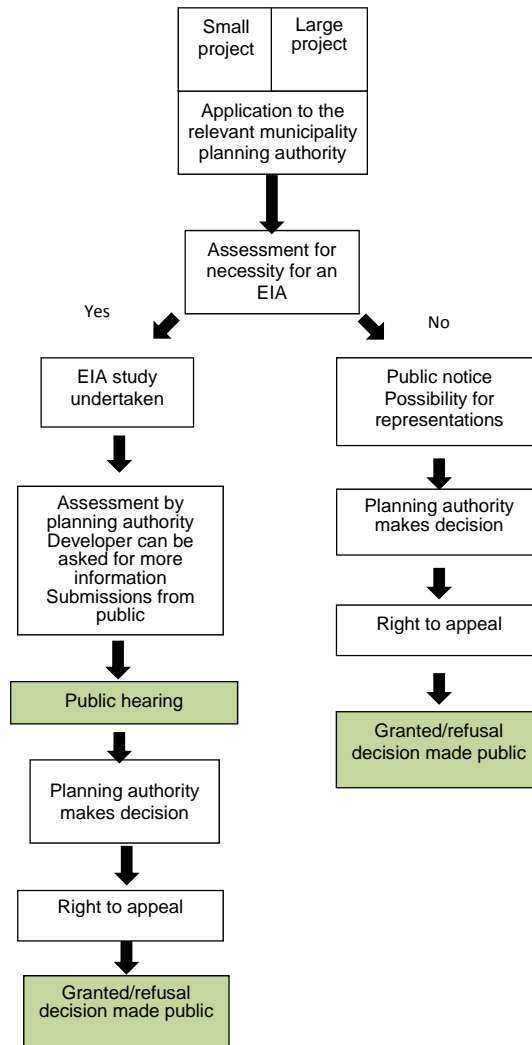 Small
project
Large
project
Application to the
relevant municipality
planning authority
Assessment for
necessity for an
EIA
Yes
No
EIA study
undertaken
Public notice
Possibility for
representations
Assessment by
planning authority
Developer can be
asked for more
information
Submissions from
public
Planning authority
makes decision
Right to appeal
Public hearing
Granted/refusal
decision made public
Planning authority
makes decision
Right to appeal
Granted/refusal
decision made public